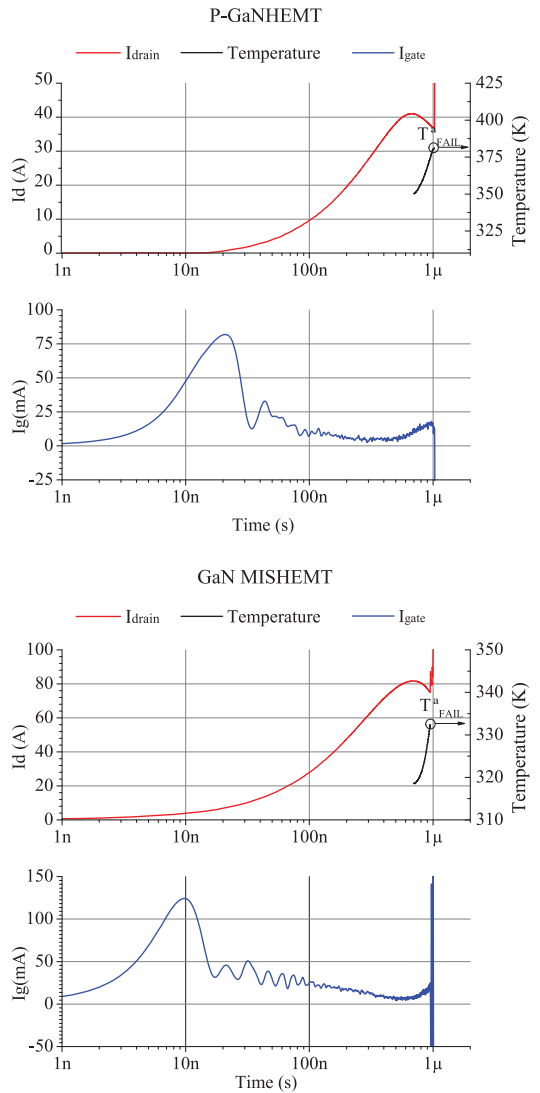 P-GaNHEMT
Idrain Temperature Igate
50 425
40 400
30 375
20 350
10 325
0
Id (A)
Temperature (K)
TªFAIL
1n 10n 100n 1µ
100
75
50
25
0
-25
Ig(mA)
1n 10n 100n 1µ
Time (s)
GaN MISHEMT
Idrain Temperature Igate
100 350
80 340
60 330
40 320
20
0 310
Id (A)
Temperature (K)
TªFAIL
1n 10n 100n 1µ
150
100
50
0
-50
Ig(mA)
1n 10n 100n 1µ
Time (s)